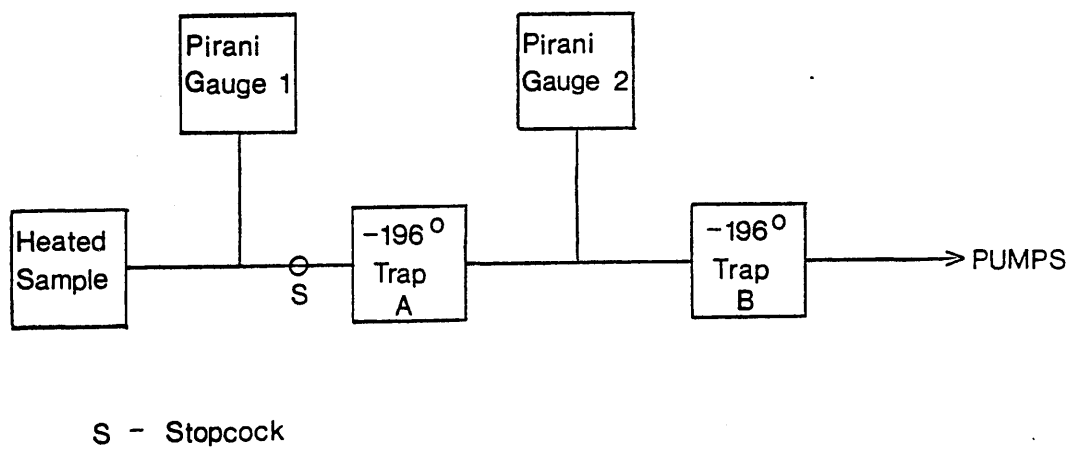 Pirani
Gauge 1
Pirani
Gauge 2
Heated
Sample
S
-196°
Trap
A
-196°
Trap
B
PUMPS
S - Stopcock